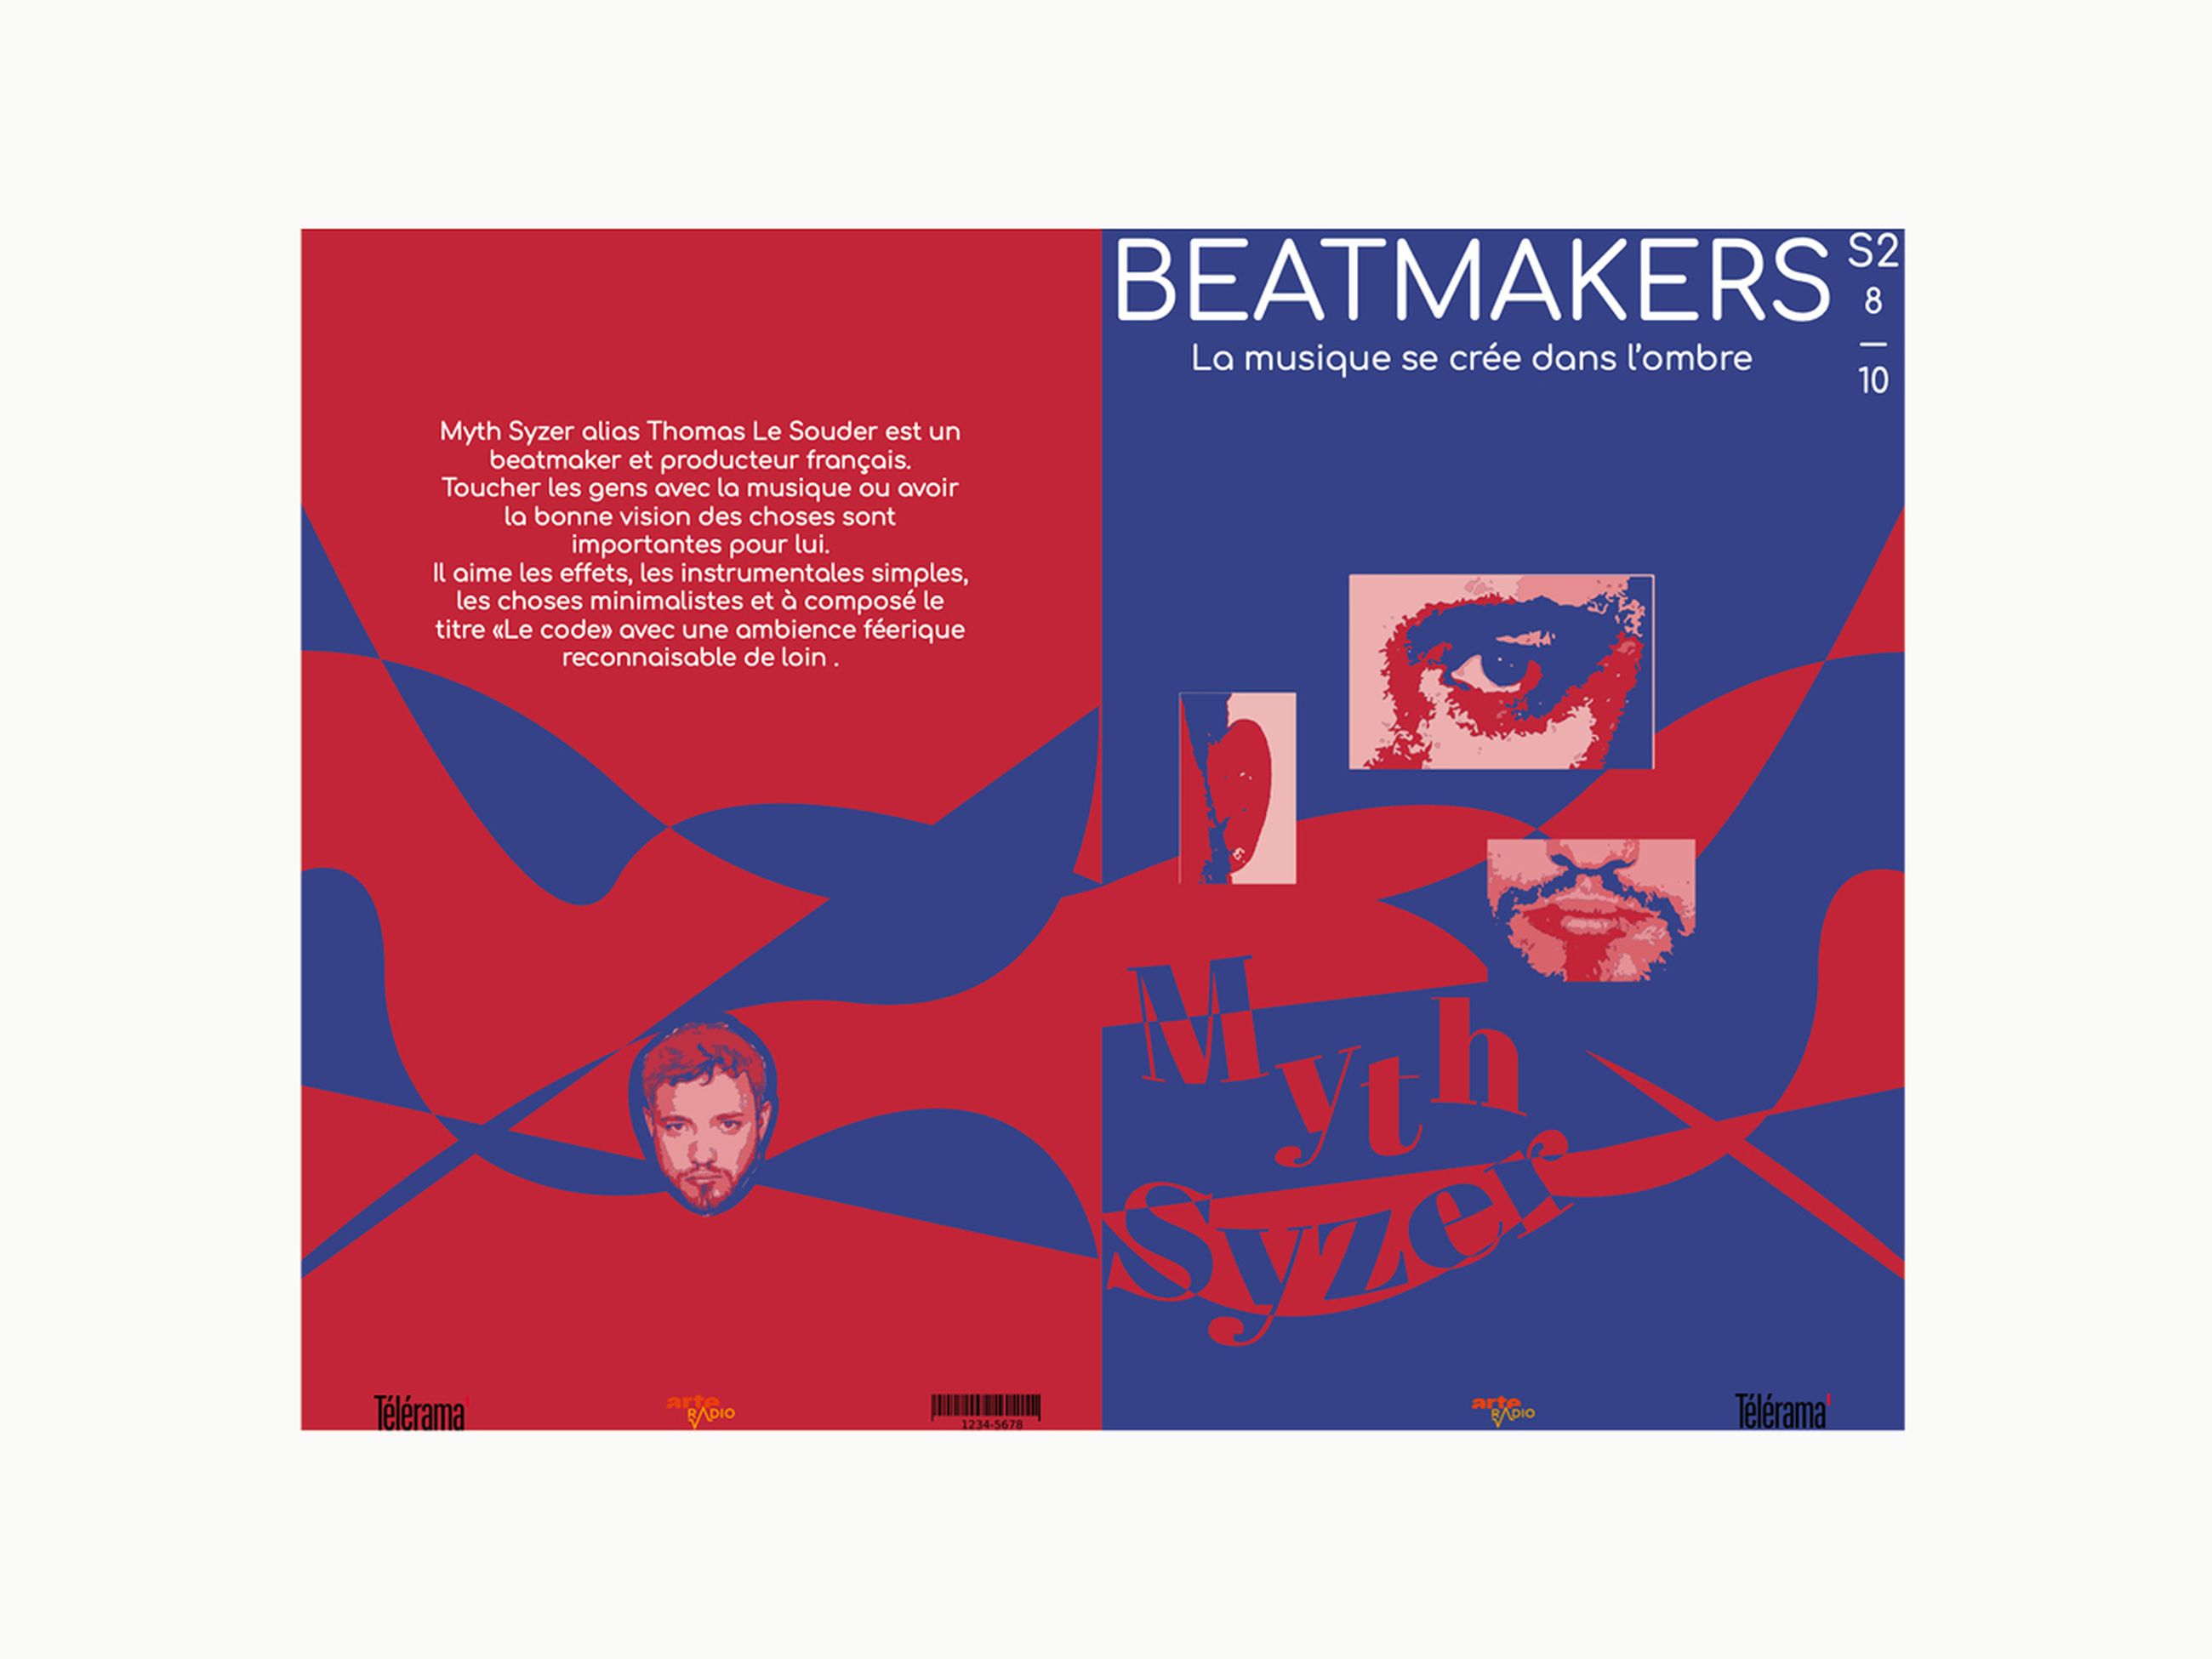 Myth Syzer alias Thomas Le Souder est un
beatmaker et producteur français.
Toucher les gens avec la musique ou avoir
la bonne vision des choses sont
importantes pour lui.
Il aime les effets, les instrumentales simples,
les choses minimalistes et à composé le
titre «Le code» avec une ambience féerique
reconnaisable de loin .
Télérama'
arte
RADIO
1234-5678
BEATMAKERS
S2
8
—
10
La musique se crée dans l'ombre
Myth
Syzer
arte
RADIO
Télérama'